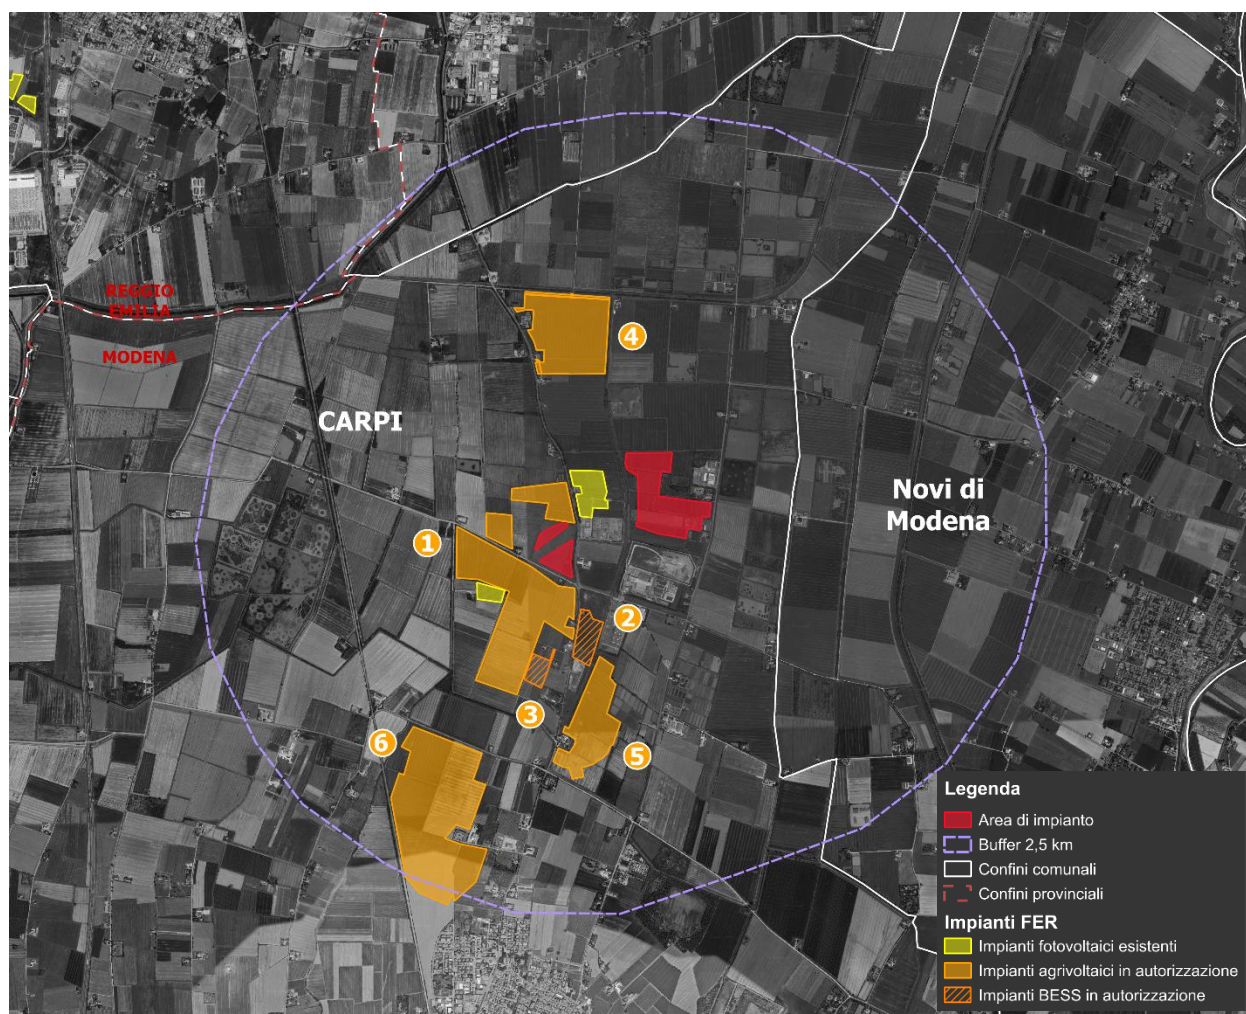 REGGIO
EMILIA
MODENA
4
CARPI
Novi di
Modena
1
2
3
5
6
Legenda
Area di impianto
Buffer 2,5 km
Confini comunali
Confini provinciali
Impianti FER
Impianti fotovoltaici esistenti
Impianti agrivoltaici in autorizzazione
Impianti BESS in autorizzazione